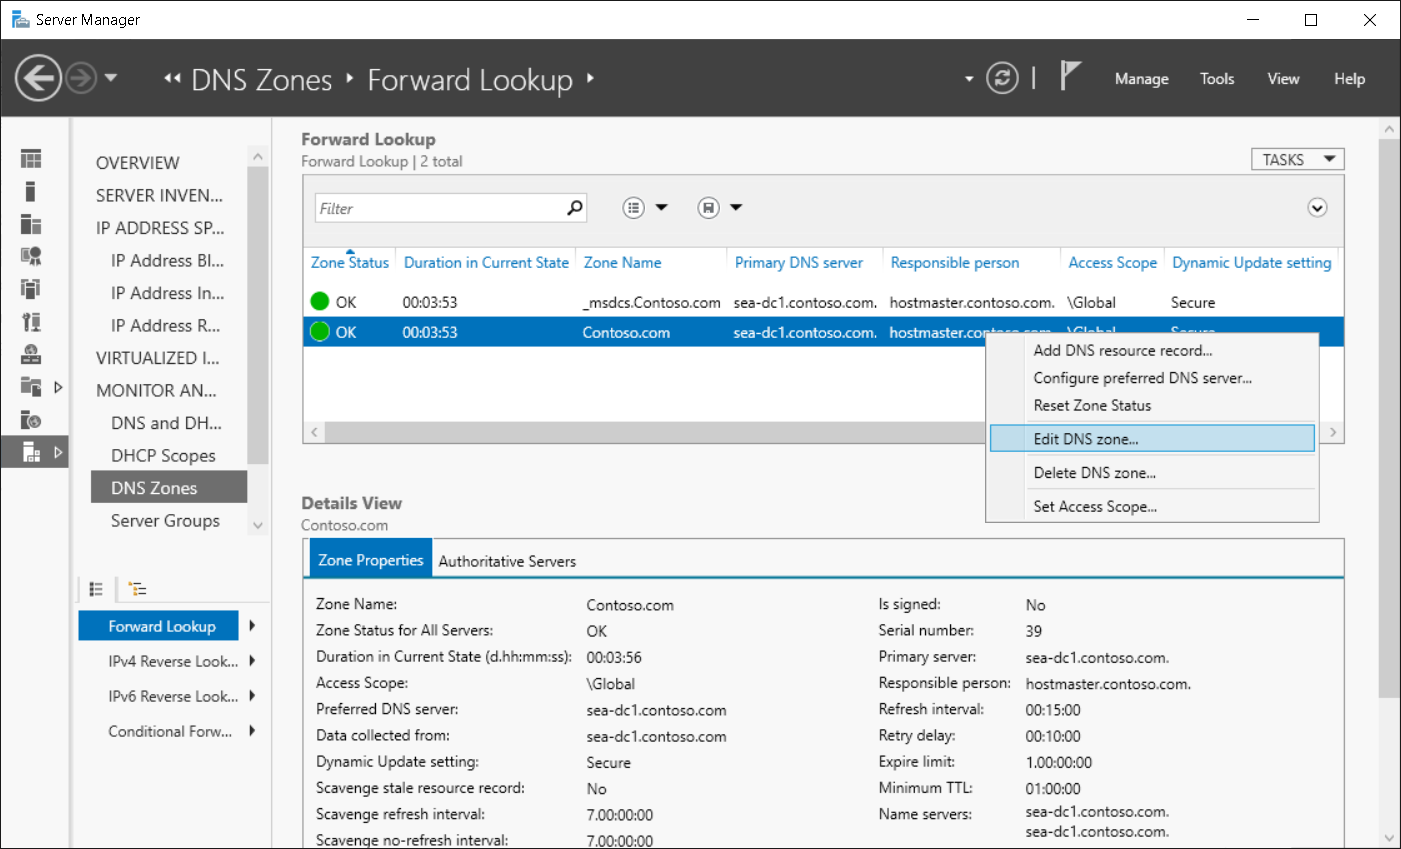 Server Manager
DNS Zones Forward Lookup
Manage Tools View Help
OVERVIEW
SERVER INVEN...
IP ADDRESS SP...
IP Address Bl...
IP Address In...
IP Address R...
VIRTUALIZED I...
MONITOR AN...
DNS and DH...
DHCP Scopes
DNS Zones
Server Groups
Forward Lookup
IPv4 Reverse Look...
IPv6 Reverse Look...
Conditional Forw...
Forward Lookup
Forward Lookup | 2 total
TASKS
Filter
Zone Status Duration in Current State Zone Name Primary DNS server Responsible person Access Scope Dynamic Update setting
OK 00:03:53 _msdcs.Contoso.com sea-dc1.contoso.com. hostmaster.contoso.com. \Global Secure
OK 00:03:53 Contoso.com sea-dc1.contoso.com. hostmaster.contoso.com. \Global Secure
Add DNS resource record...
Configure preferred DNS server...
Reset Zone Status
Edit DNS zone...
Delete DNS zone...
Set Access Scope...
Details View
Contoso.com
Zone Properties Authoritative Servers
Zone Name: Contoso.com
Zone Status for All Servers: OK
Duration in Current State (d.hh:mm:ss): 00:03:56
Access Scope: \Global
Preferred DNS server: sea-dc1.contoso.com
Data collected from: sea-dc1.contoso.com
Dynamic Update setting: Secure
Scavenge stale resource record: No
Scavenge refresh interval: 7.00:00:00
Scavenge no-refresh interval: 7.00:00:00
Is signed: No
Serial number: 39
Primary server: sea-dc1.contoso.com.
Responsible person: hostmaster.contoso.com.
Refresh interval: 00:15:00
Retry delay: 00:10:00
Expire limit: 1.00:00:00
Minimum TTL: 01:00:00
Name servers: sea-dc1.contoso.com.
sea-dc1.contoso.com.